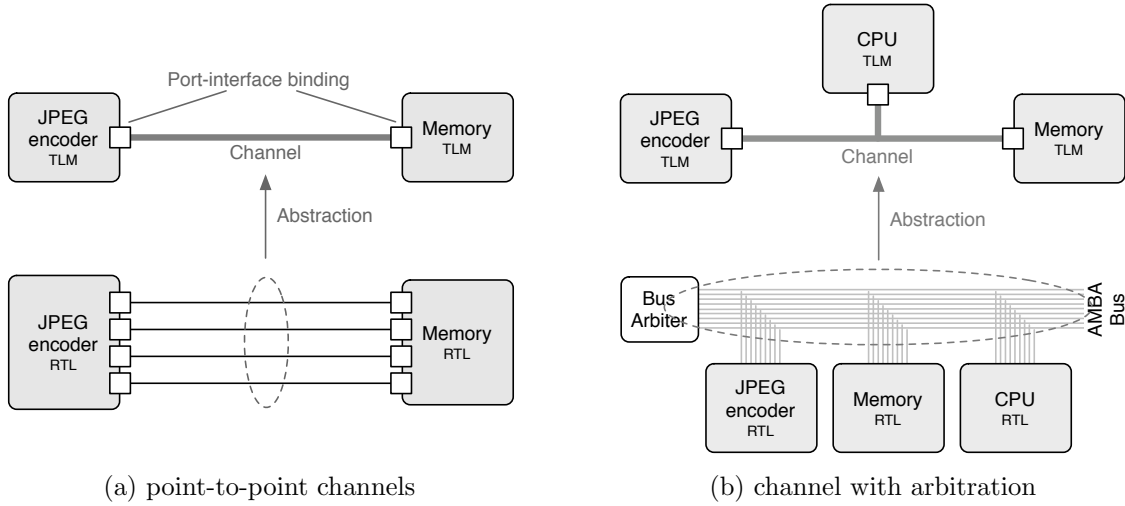 Port-interface binding
JPEG
encoder
TLM
Memory
TLM
Channel
Abstraction
JPEG
encoder
RTL
Memory
RTL
(a) point-to-point channels
CPU
TLM
JPEG
encoder
TLM
Memory
TLM
Channel
Abstraction
Bus
Arbiter
AMBA
Bus
JPEG
encoder
RTL
Memory
RTL
CPU
RTL
(b) channel with arbitration